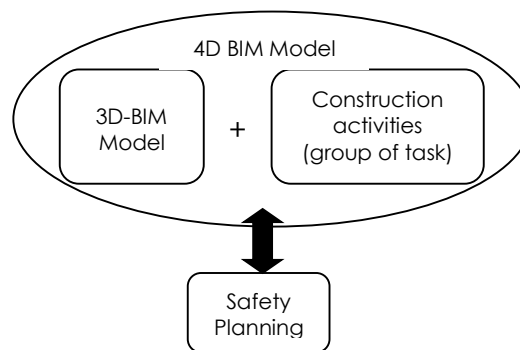 4D BIM Model
3D-BIM
Model
+
Construction
activities
(group of task)
Safety
Planning